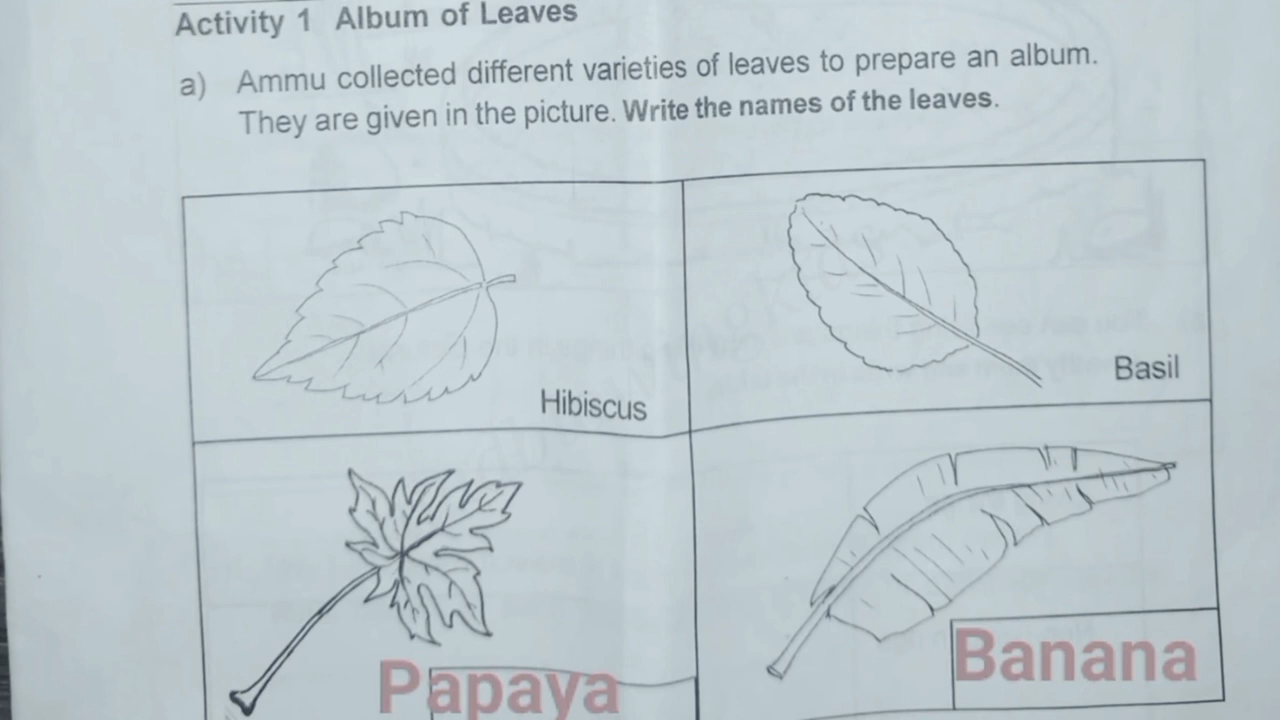 Activity 1 Album of Leaves
a) Ammu collected different varieties of leaves to prepare an album.
They are given in the picture. Write the names of the leaves.
Hibiscus
Basil
Papaya
Banana